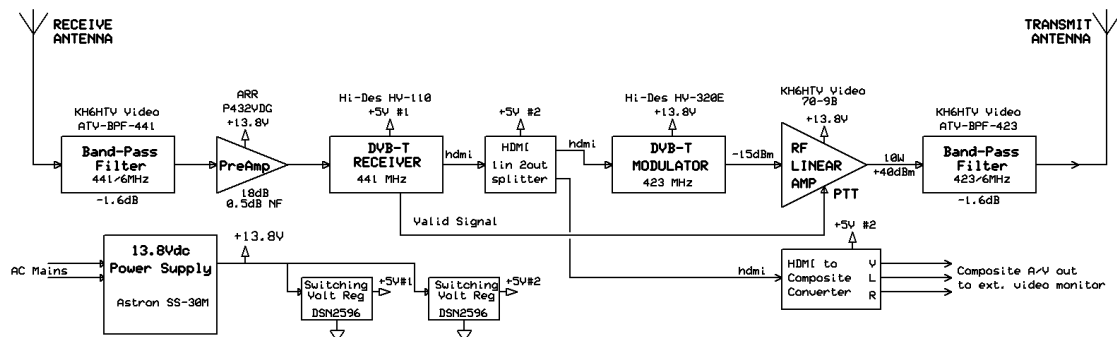 RECEIVE
ANTENNA
TRANSMIT
ANTENNA
KH6HTV Video
ATV-BPF-441
Band-Pass
Filter
441/6MHz
-1.6dB
ARR
P432VDG
+13.8V
PreAmp
18dB
0.5dB NF
Hi-Des HV-110
+5V #1
DVB-T
RECEIVER
441 MHz
hdmi
+5V #2
HDMI
1in 2out
splitter
hdmi
Hi-Des HV-320E
+13.8V
DVB-T
MODULATOR
423 MHz
-15dBm
KH6HTV Video
70-9B
+13.8V
RF
LINEAR
AMP
PTT
10W
+40dBm
KH6HTV Video
ATV-BPF-423
Band-Pass
Filter
423/6MHz
-1.6dB
Valid Signal
AC Mains
13.8Vdc
Power Supply
Astron SS-30M
+13.8V
Switching
Volt Reg
DSN2596
+5V#1
Switching
Volt Reg
DSN2596
+5V#2
hdmi
+5V #2
HDMI to
Composite
Converter
V
L
R
Composite A/V out
to ext. video monitor